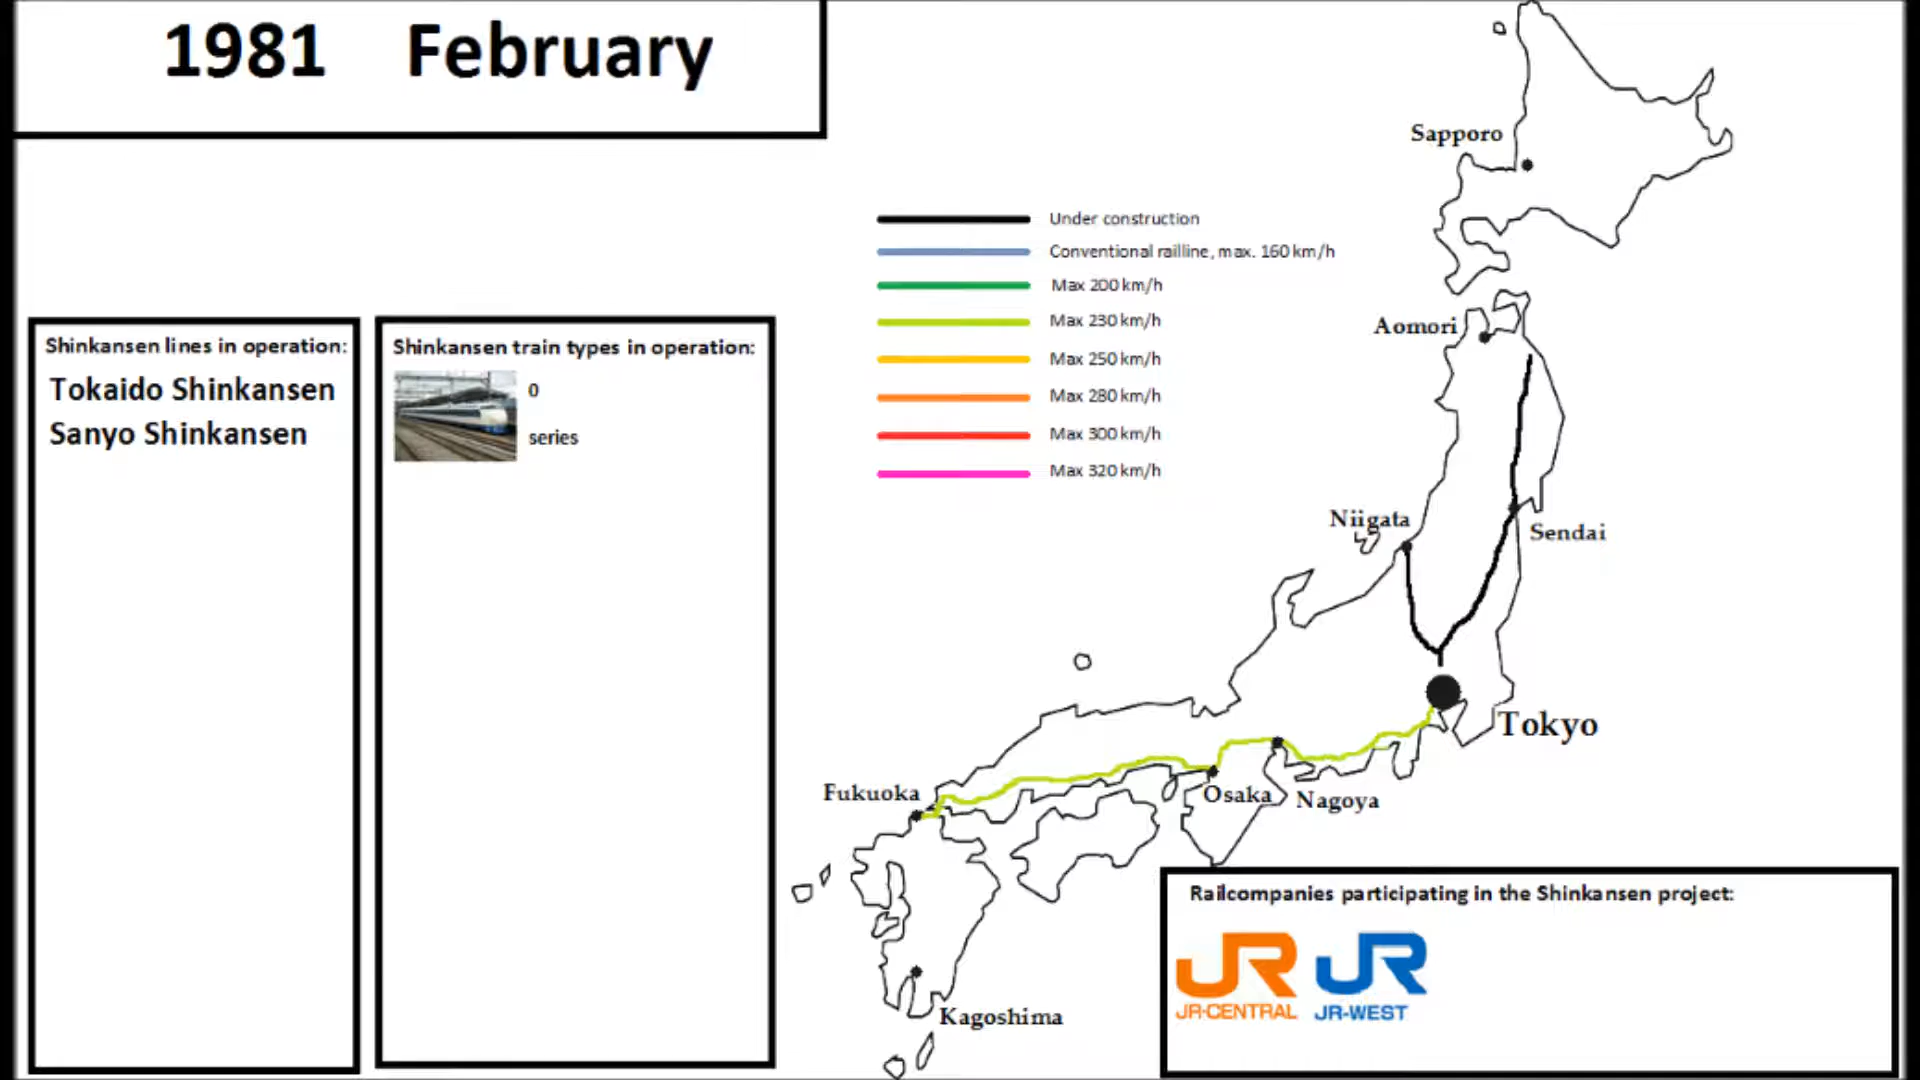 1981 February
Sapporo
Under construction
Conventional railline, max. 160 km/h
Max 200 km/h
Max 230 km/h
Max 250 km/h
Max 280 km/h
Max 300 km/h
Max 320 km/h
Aomori
Shinkansen lines in operation:
Tokaido Shinkansen
Sanyo Shinkansen
Shinkansen train types in operation:
0
series
Niigata
Sendai
Tokyo
Fukuoka
Osaka
Nagoya
Kagoshima
Railcompanies participating in the Shinkansen project:
JR JR
JR-CENTRAL JR-WEST